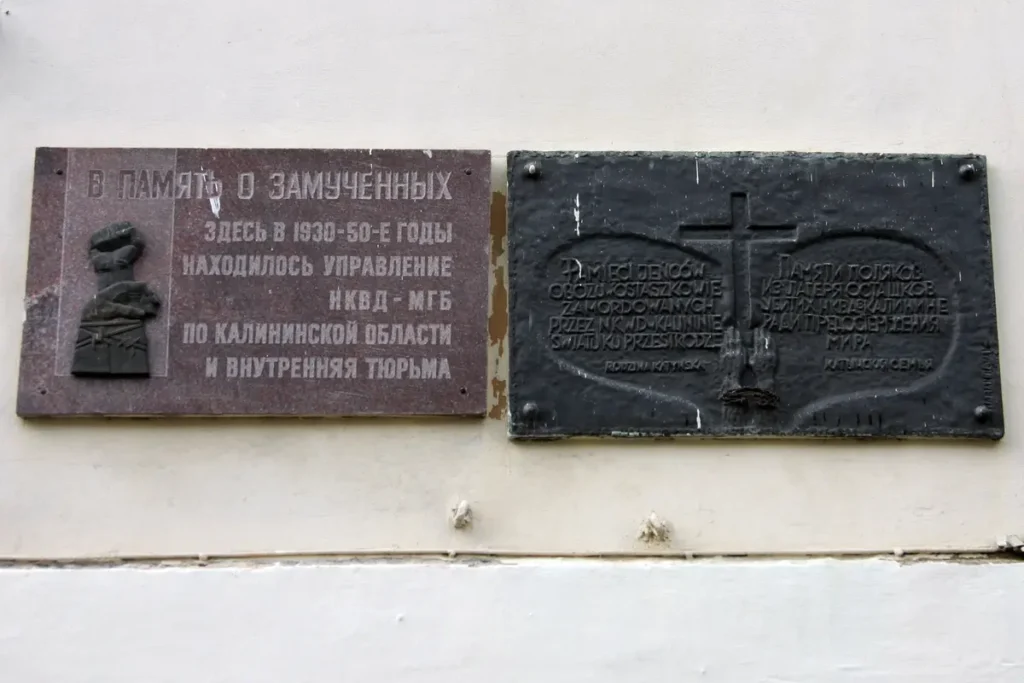 В ПАМЯТЬ О ЗАМУЧЕННЫХ
ЗДЕСЬ В 1930-50-Е ГОДЫ
НАХОДИЛОСЬ УПРАВЛЕНИЕ
НКВД - МГБ
ПО КАЛИНИНСКОЙ ОБЛАСТИ
И ВНУТРЕННЯЯ ТЮРЬМА
PAMIĘCI JEŃCÓW
OBOZU OSTASZKÓW
ZAMORDOWANYCH
PRZEZ NKWD W KALININIE
ŚWIATU KU PRZESTRODZE
RODZINA KATYŃSKA
ПАМЯТИ ПОЛЯКОВ
ИЗ ЛАГЕРЯ ОСТАШКОВ
УБИТЫХ НКВД В КАЛИНИНЕ
РАДИ ПРЕДОСТЕРЕЖЕНИЯ
МИРА
КАТЫНСКАЯ СЕМЬЯ